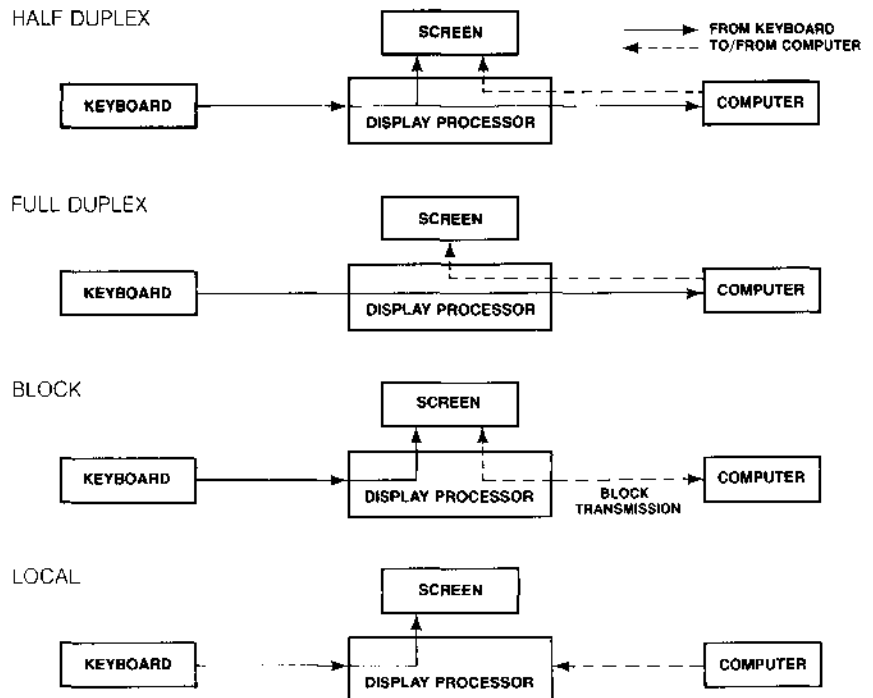 HALF DUPLEX
SCREEN
FROM KEYBOARD
TO/FROM COMPUTER
KEYBOARD
DISPLAY PROCESSOR
COMPUTER
FULL DUPLEX
SCREEN
KEYBOARD
DISPLAY PROCESSOR
COMPUTER
BLOCK
SCREEN
KEYBOARD
DISPLAY PROCESSOR
BLOCK
TRANSMISSION
COMPUTER
LOCAL
SCREEN
KEYBOARD
DISPLAY PROCESSOR
COMPUTER